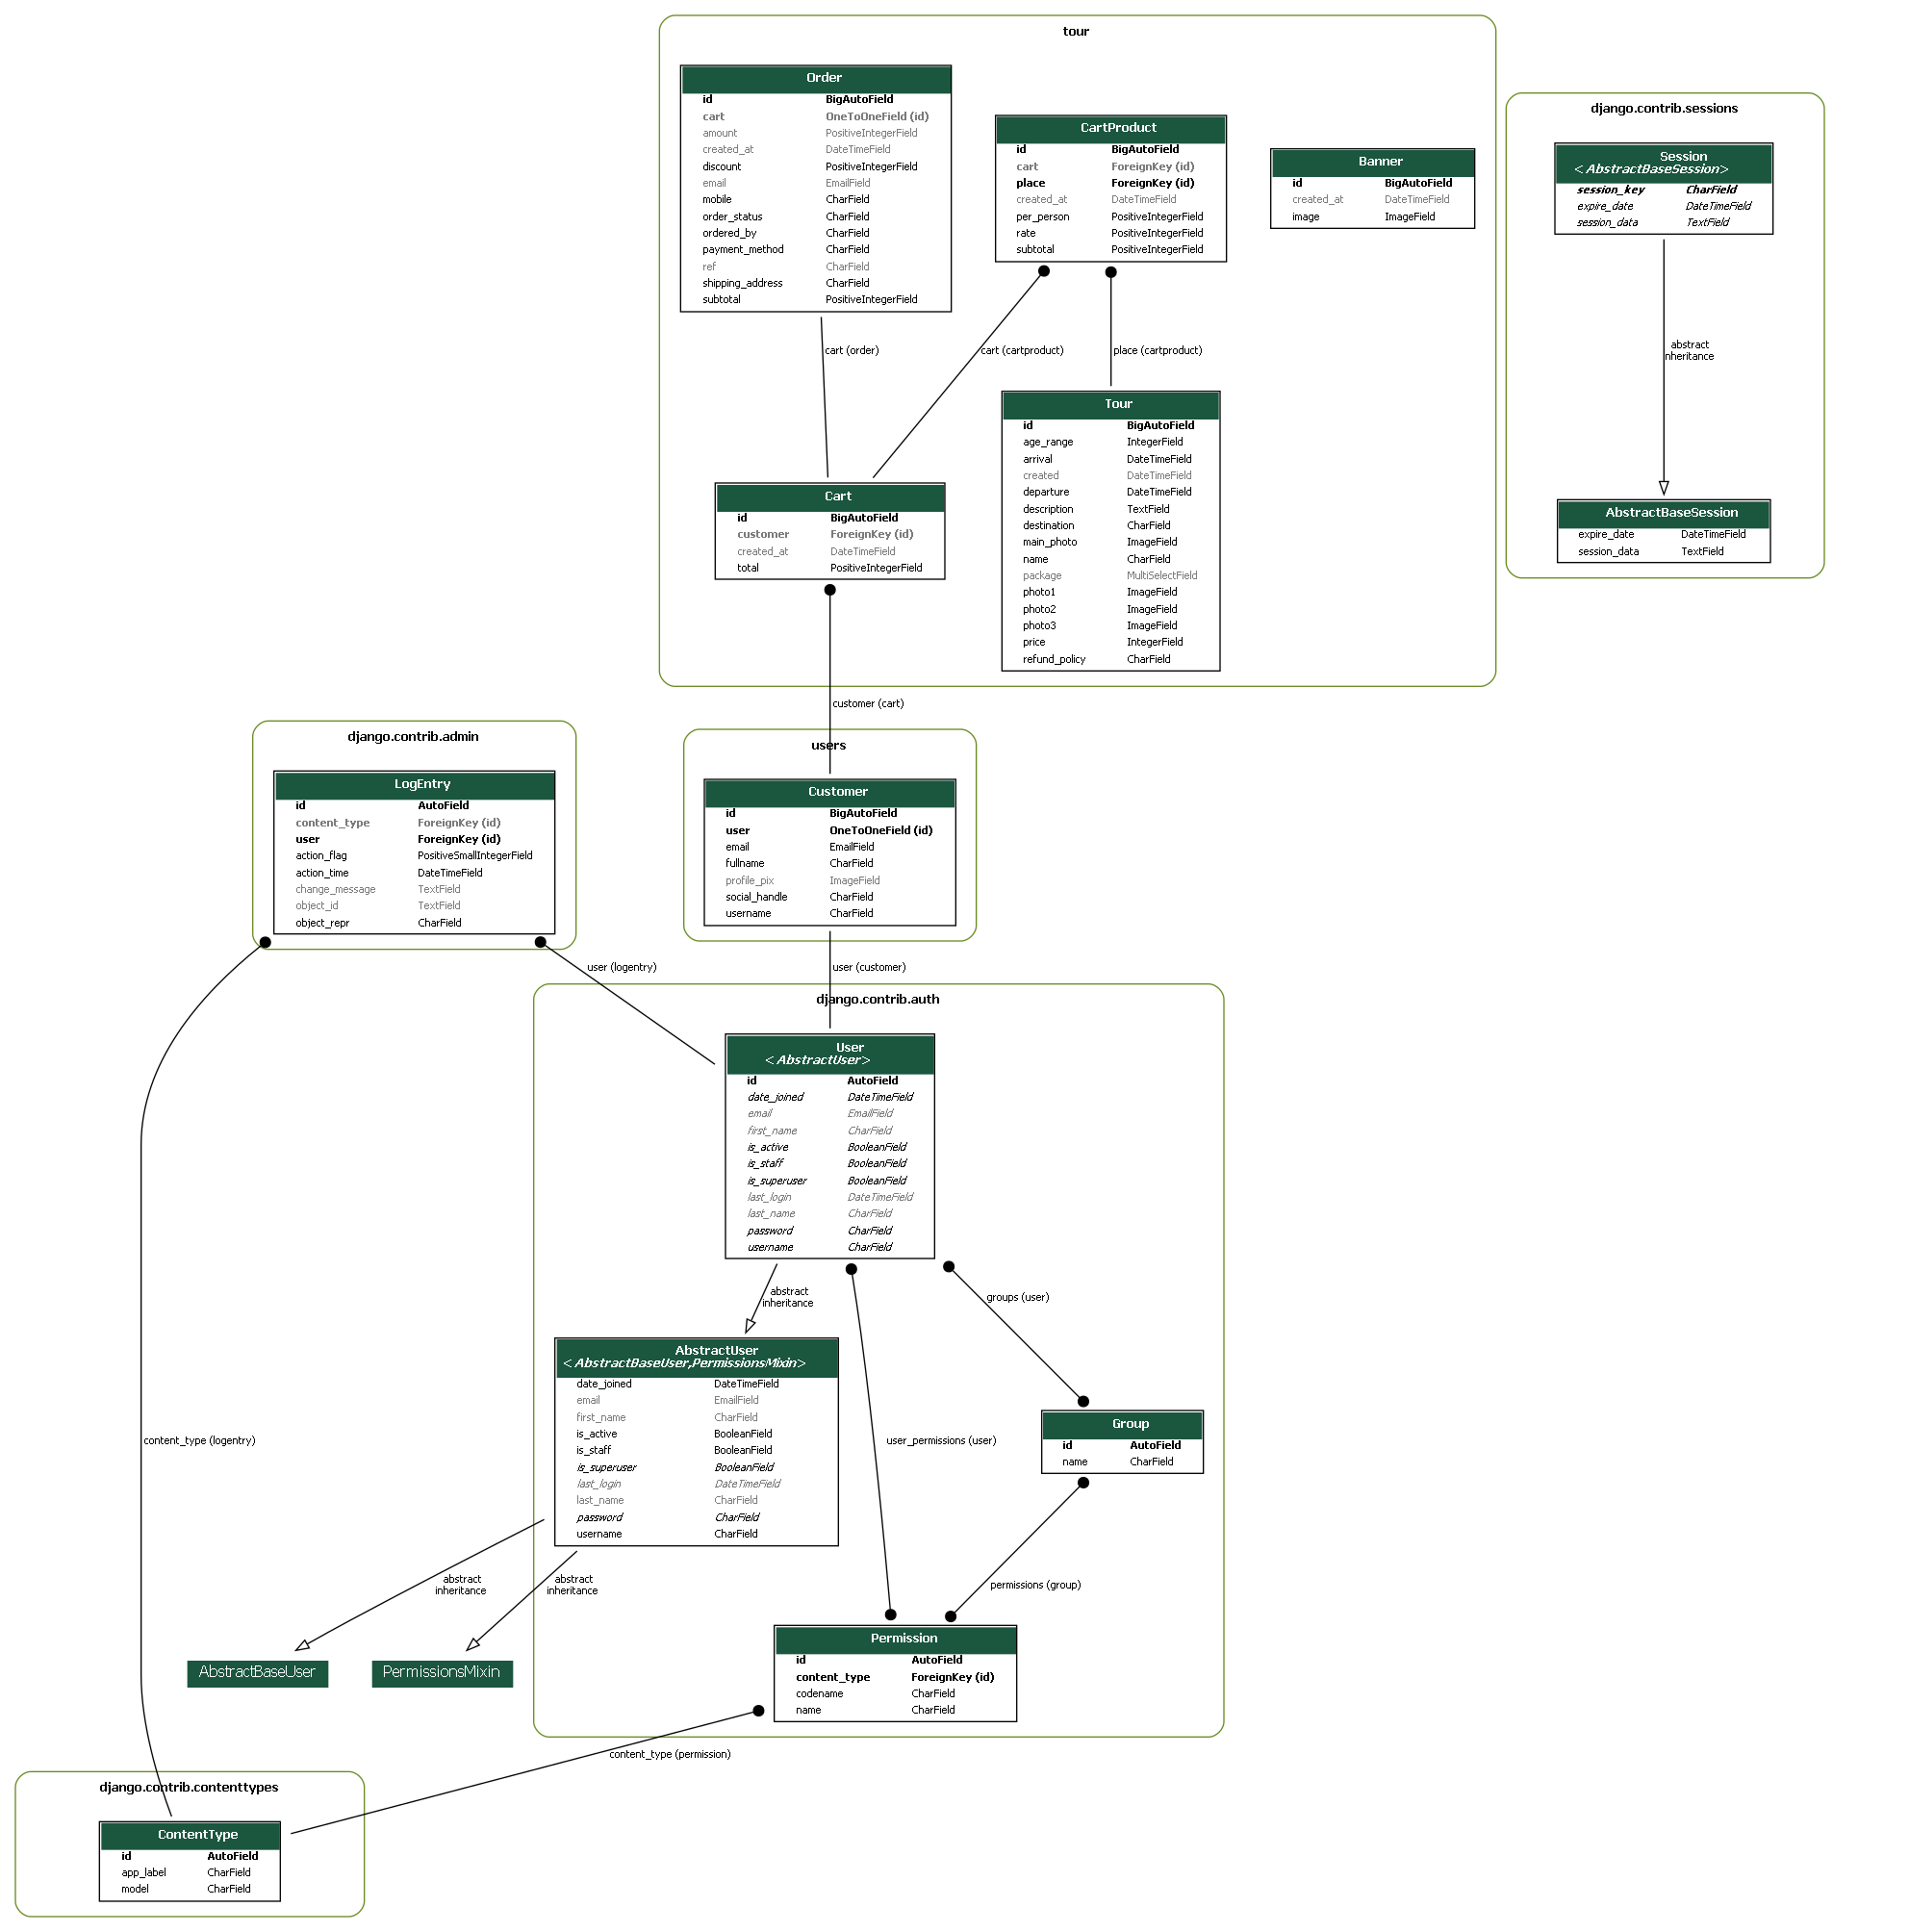 tour
Order
id BigAutoField
cart OneToOneField (id)
amount PositiveIntegerField
created_at DateTimeField
discount PositiveIntegerField
email EmailField
mobile CharField
order_status CharField
ordered_by CharField
payment_method CharField
ref CharField
shipping_address CharField
subtotal PositiveIntegerField
CartProduct
id BigAutoField
cart ForeignKey (id)
place ForeignKey (id)
created_at DateTimeField
per_person PositiveIntegerField
rate PositiveIntegerField
subtotal PositiveIntegerField
Banner
id BigAutoField
created_at DateTimeField
image ImageField
django.contrib.sessions
Session
<AbstractBaseSession>
session_key CharField
expire_date DateTimeField
session_data TextField
cart (order)
cart (cartproduct)
place (cartproduct)
abstract
inheritance
Tour
id BigAutoField
age_range IntegerField
arrival DateTimeField
created DateTimeField
departure DateTimeField
description TextField
destination CharField
main_photo ImageField
name CharField
package MultiSelectField
photo1 ImageField
photo2 ImageField
photo3 ImageField
price IntegerField
refund_policy CharField
Cart
id BigAutoField
customer ForeignKey (id)
created_at DateTimeField
total PositiveIntegerField
AbstractBaseSession
expire_date DateTimeField
session_data TextField
customer (cart)
django.contrib.admin
LogEntry
id AutoField
content_type ForeignKey (id)
user ForeignKey (id)
action_flag PositiveSmallIntegerField
action_time DateTimeField
change_message TextField
object_id TextField
object_repr CharField
users
Customer
id BigAutoField
user OneToOneField (id)
email EmailField
fullname CharField
profile_pix ImageField
social_handle CharField
username CharField
user (logentry)
user (customer)
django.contrib.auth
User
<AbstractUser>
id AutoField
date_joined DateTimeField
email EmailField
first_name CharField
is_active BooleanField
is_staff BooleanField
is_superuser BooleanField
last_login DateTimeField
last_name CharField
password CharField
username CharField
abstract
inheritance
groups (user)
AbstractUser
<AbstractBaseUser,PermissionsMixin>
date_joined DateTimeField
email EmailField
first_name CharField
is_active BooleanField
is_staff BooleanField
is_superuser BooleanField
last_login DateTimeField
last_name CharField
password CharField
username CharField
content_type (logentry)
user_permissions (user)
Group
id AutoField
name CharField
abstract
inheritance
abstract
inheritance
permissions (group)
AbstractBaseUser
PermissionsMixin
Permission
id AutoField
content_type ForeignKey (id)
codename CharField
name CharField
content_type (permission)
django.contrib.contenttypes
ContentType
id AutoField
app_label CharField
model CharField